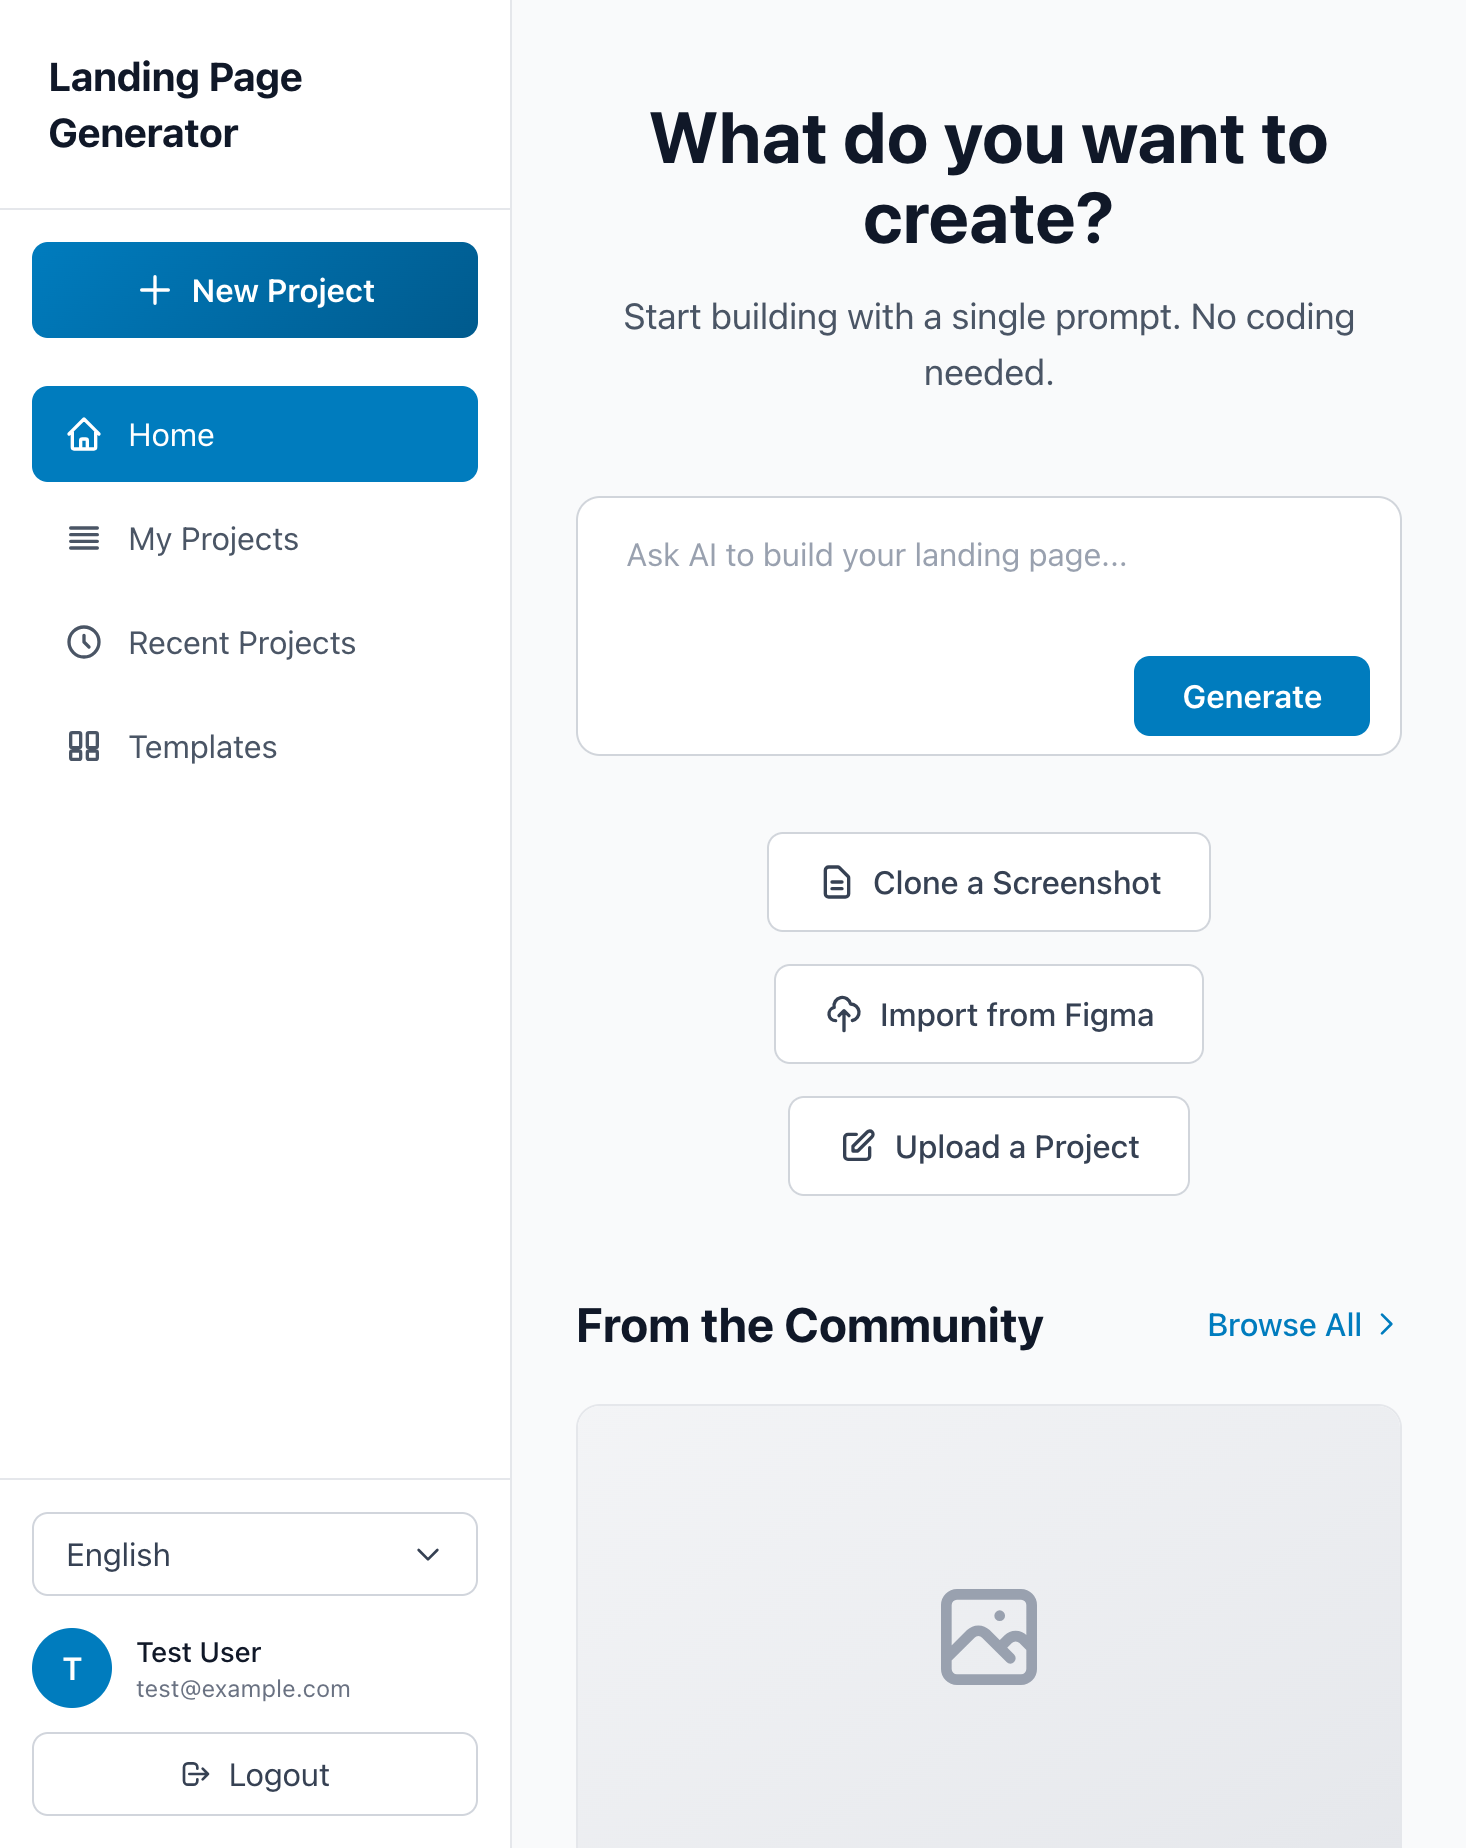 Landing Page
Generator
New Project
Home
My Projects
Recent Projects
Templates
English
T
Test User
test@example.com
Logout
What do you want to
create?
Start building with a single prompt. No coding
needed.
Ask AI to build your landing page...
Generate
Clone a Screenshot
Import from Figma
Upload a Project
From the Community
Browse All